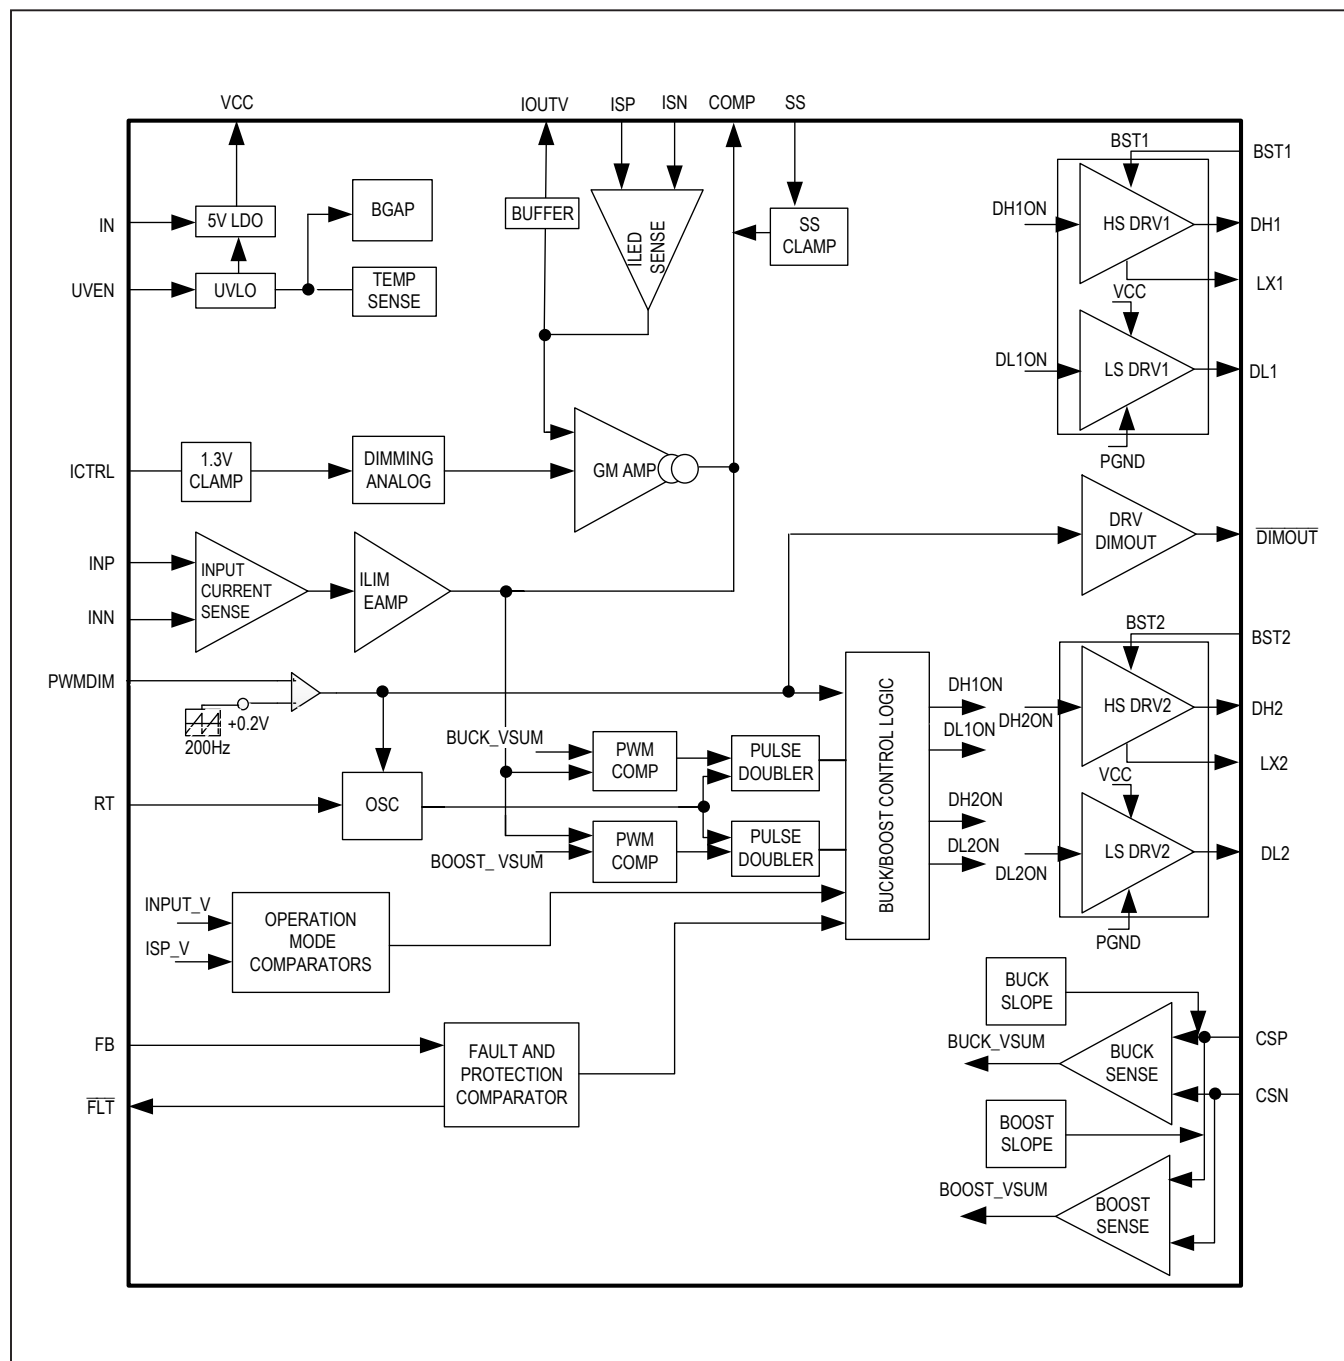 VCC
IOUTV
ISP
ISN
COMP
SS
BST1
BST1
IN
5V LDO
BGAP
BUFFER
ILED
SENSE
SS
CLAMP
DH1ON
HS DRV1
DH1
UVEN
UVLO
TEMP
SENSE
LX1
VCC
DL1ON
LS DRV1
DL1
PGND
ICTRL
1.3V
CLAMP
DIMMING
ANALOG
GM AMP
DRV
DIMOUT
DIMOUT
INP
INN
INPUT
CURRENT
SENSE
ILIM
EAMP
BST2
BST2
PWMDIM
+0.2V
200Hz
BUCK_VSUM
PWM
COMP
PULSE
DOUBLER
BUCK/BOOST CONTROL LOGIC
DH1ON
DL1ON
DH2ON
DL2ON
DH2ON
HS DRV2
DH2
LX2
VCC
RT
OSC
BOOST_VSUM
PWM
COMP
PULSE
DOUBLER
DL2ON
LS DRV2
DL2
PGND
INPUT_V
ISP_V
OPERATION
MODE
COMPARATORS
BUCK
SLOPE
FB
FLT
FAULT AND
PROTECTION
COMPARATOR
BUCK_VSUM
BUCK
SENSE
CSP
CSN
BOOST
SLOPE
BOOST_VSUM
BOOST
SENSE